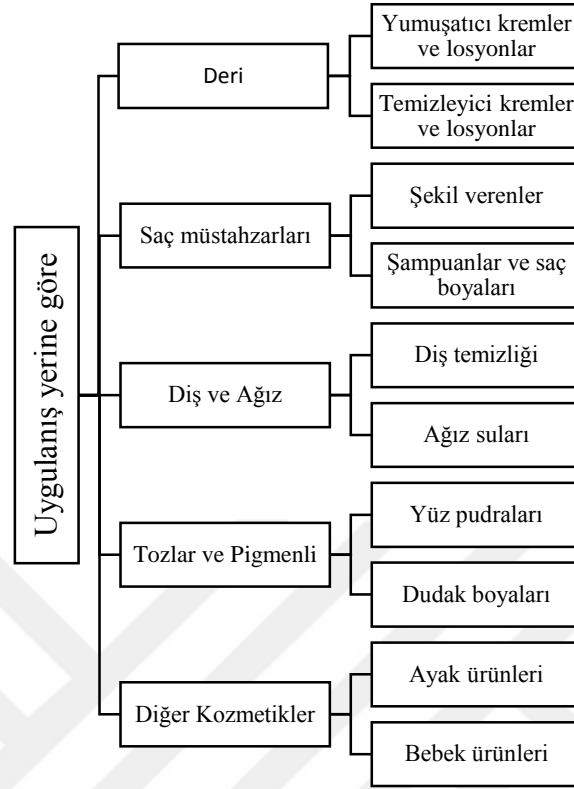 Uygulanış yerine göre
Deri
Yumuşatıcı kremler
ve losyonlar
Temizleyici kremler
ve losyonlar
Saç müstahzarları
Şekil verenler
Şampuanlar ve saç
boyaları
Diş ve Ağız
Diş temizliği
Ağız suları
Tozlar ve Pigmenli
Yüz pudraları
Dudak boyaları
Diğer Kozmetikler
Ayak ürünleri
Bebek ürünleri